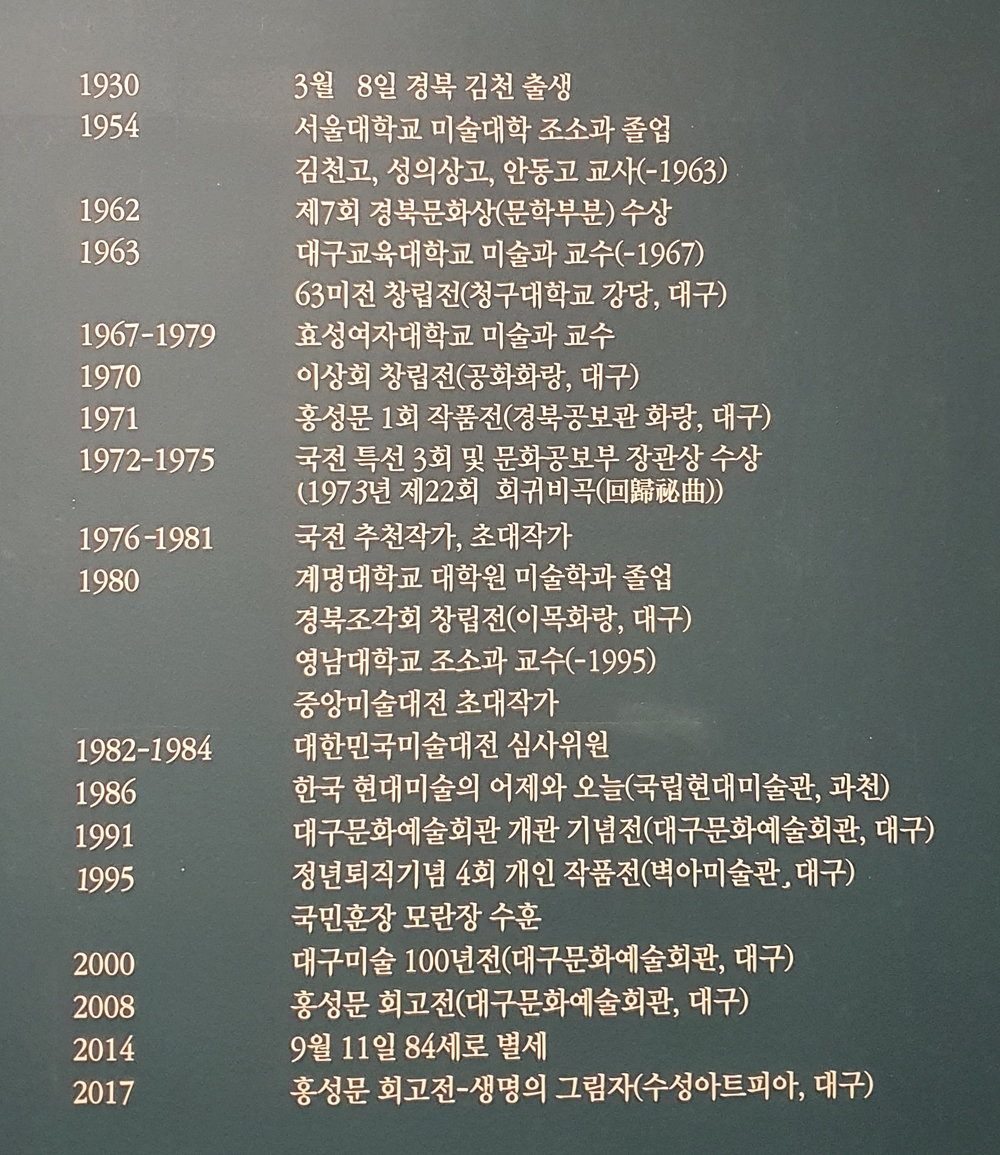 1930 3월 8일 경북 김천 출생
1954 서울대학교 미술대학 조소과 졸업
김천고, 성의상고, 안동고 교사(-1963)
1962 제7회 경북문화상(문학부분) 수상
1963 대구교육대학교 미술과 교수(-1967)
63미전 창립전(청구대학교 강당, 대구)
1967-1979 효성여자대학교 미술과 교수
1970 이상회 창립전(공화화랑, 대구)
1971 홍성문 1회 작품전(경북공보관 화랑, 대구)
1972-1975 국전 특선 3회 및 문화공보부 장관상 수상
(1973년 제22회 회귀비곡(回歸祕曲))
1976-1981 국전 추천작가, 초대작가
1980 계명대학교 대학원 미술학과 졸업
경북조각회 창립전(이목화랑, 대구)
영남대학교 조소과 교수(-1995)
중앙미술대전 초대작가
1982-1984 대한민국미술대전 심사위원
1986 한국 현대미술의 어제와 오늘(국립현대미술관, 과천)
1991 대구문화예술회관 개관 기념전(대구문화예술회관, 대구)
1995 정년퇴직기념 4회 개인 작품전(벽아미술관, 대구)
국민훈장 모란장 수훈
2000 대구미술 100년전(대구문화예술회관, 대구)
2008 홍성문 회고전(대구문화예술회관, 대구)
2014 9월 11일 84세로 별세
2017 홍성문 회고전-생명의 그림자(수성아트피아, 대구)